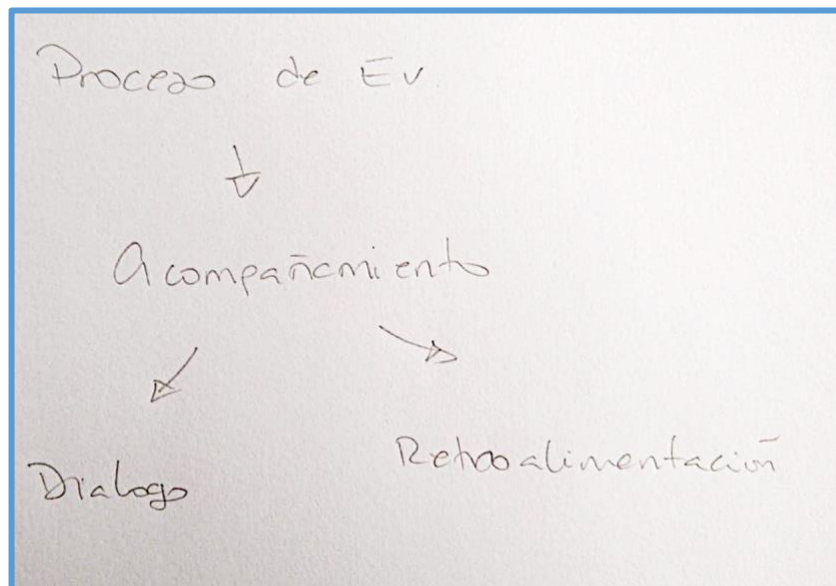 Proceso de Ev.
Acompañamiento
Dialogo
Retroalimentación